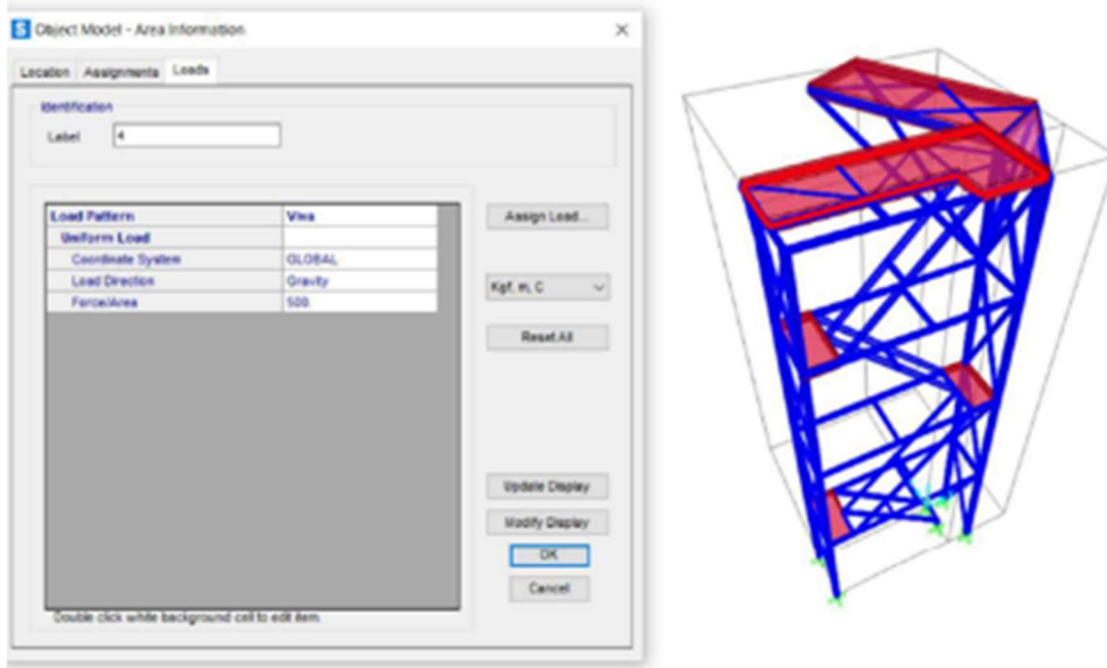 S Object Model - Area Information
Location Assignments Loads
Identification
Label 4
Load Pattern Viva
Uniform Load
Coordinate System GLOBAL
Load Direction Gravity
Force/Area 500.
Assign Load...
Kgf, m, C
Reset All
Update Display
Modify Display
OK
Cancel
Double click white background cell to edit item.